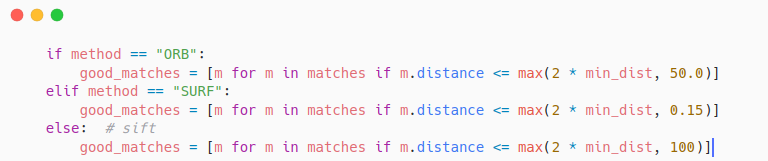 if method == "ORB":
    good_matches = [m for m in matches if m.distance <= max(2 * min_dist, 50.0)]
elif method == "SURF":
    good_matches = [m for m in matches if m.distance <= max(2 * min_dist, 0.15)]
else:  # sift
    good_matches = [m for m in matches if m.distance <= max(2 * min_dist, 100)]